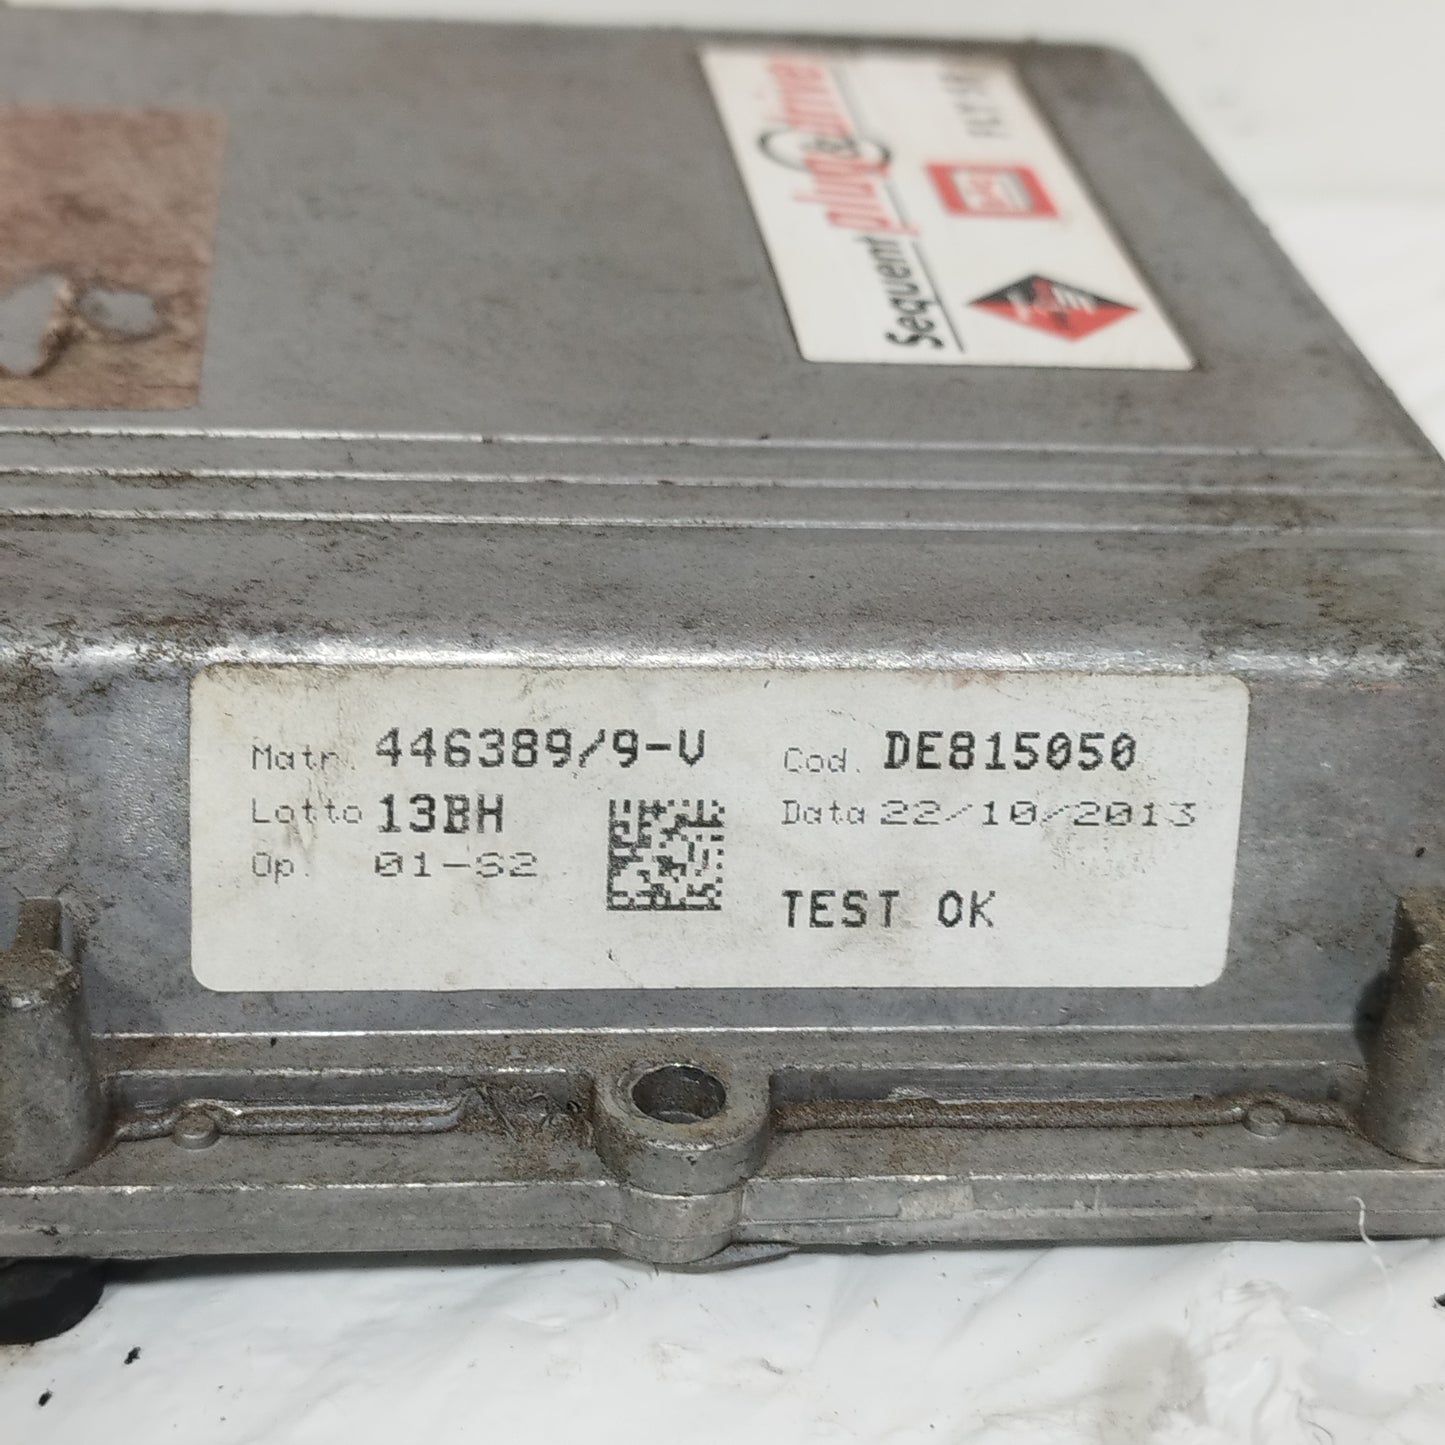 Sequent plug&drive
BRC
Matr. 446389/9-V
Cod. DE815050
Lotto 13BH
Data 22/10/2013
Op. 01-S2
TEST OK